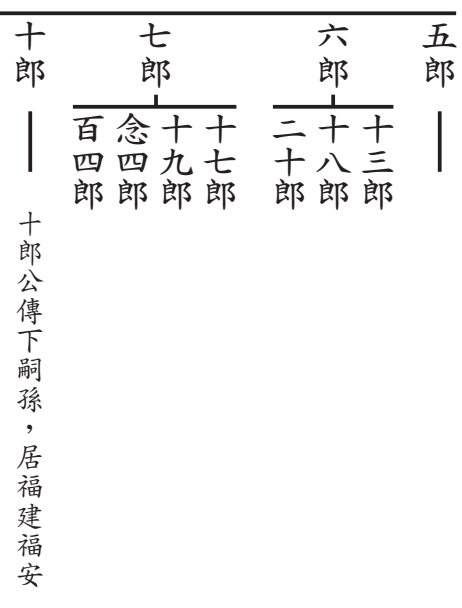 五郎
六郎
十三郎
十八郎
二十郎
七郎
十七郎
十九郎
念四郎
百四郎
十郎
十郎公傳下嗣孫，居福建福安